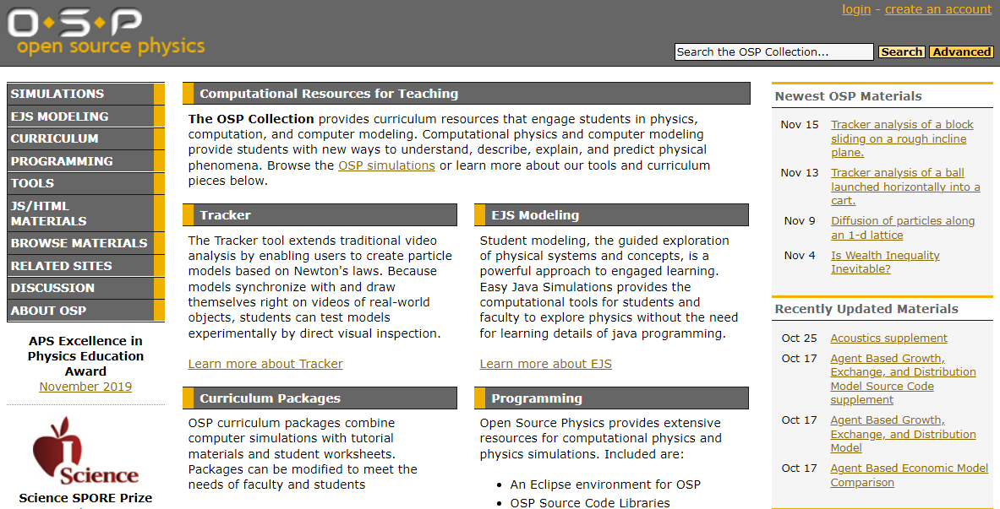 O•S•P
open source physics
login - create an account
Search the OSP Collection...
Search
Advanced
SIMULATIONS
EJS MODELING
CURRICULUM
PROGRAMMING
TOOLS
JS/HTML
MATERIALS
BROWSE MATERIALS
RELATED SITES
DISCUSSION
ABOUT OSP
APS Excellence in
Physics Education
Award
November 2019
I
Science
Science SPORE Prize
Computational Resources for Teaching
The OSP Collection provides curriculum resources that engage students in physics,
computation, and computer modeling. Computational physics and computer modeling
provide students with new ways to understand, describe, explain, and predict physical
phenomena. Browse the OSP simulations or learn more about our tools and curriculum
pieces below.
Tracker
The Tracker tool extends traditional video
analysis by enabling users to create particle
models based on Newton's laws. Because
models synchronize with and draw
themselves right on videos of real-world
objects, students can test models
experimentally by direct visual inspection.
Learn more about Tracker
EJS Modeling
Student modeling, the guided exploration
of physical systems and concepts, is a
powerful approach to engaged learning.
Easy Java Simulations provides the
computational tools for students and
faculty to explore physics without the need
for learning details of java programming.
Learn more about EJS
Curriculum Packages
OSP curriculum packages combine
computer simulations with tutorial
materials and student worksheets.
Packages can be modified to meet the
needs of faculty and students
Programming
Open Source Physics provides extensive
resources for computational physics and
physics simulations. Included are:
• An Eclipse environment for OSP
• OSP Source Code Libraries
Newest OSP Materials
Nov 15 Tracker analysis of a block
sliding on a rough incline
plane.
Nov 13 Tracker analysis of a ball
launched horizontally into a
cart.
Nov 9 Diffusion of particles along
an 1-d lattice
Nov 4 Is Wealth Inequality
Inevitable?
Recently Updated Materials
Oct 25 Acoustics supplement
Oct 17 Agent Based Growth,
Exchange, and Distribution
Model Source Code
supplement
Oct 17 Agent Based Growth,
Exchange, and Distribution
Model
Oct 17 Agent Based Economic Model
Comparison